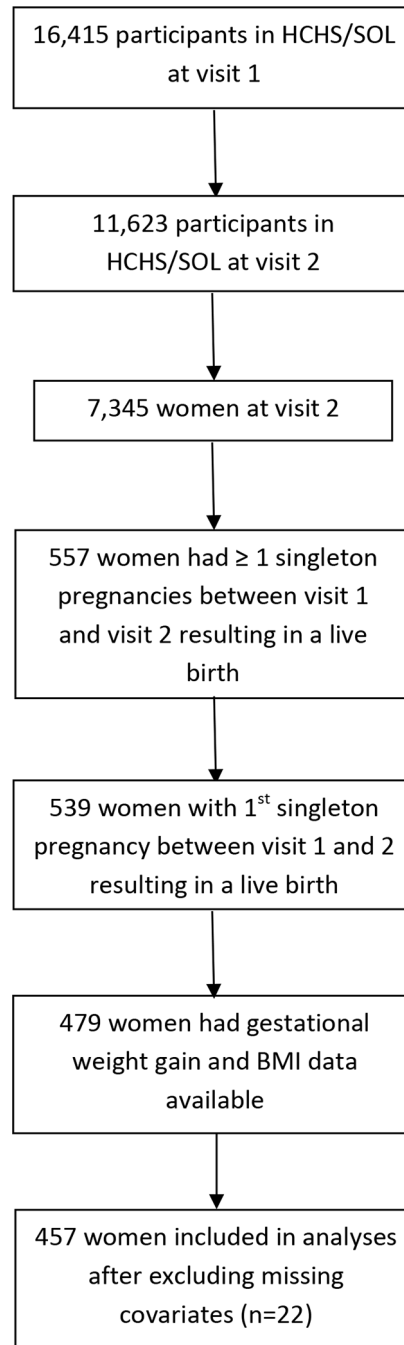 16,415 participants in HCHS/SOL
at visit 1
11,623 participants in
HCHS/SOL at visit 2
7,345 women at visit 2
557 women had ≥ 1 singleton
pregnancies between visit 1
and visit 2 resulting in a live
birth
539 women with 1st singleton
pregnancy between visit 1 and 2
resulting in a live birth
479 women had gestational
weight gain and BMI data
available
457 women included in analyses
after excluding missing
covariates (n=22)